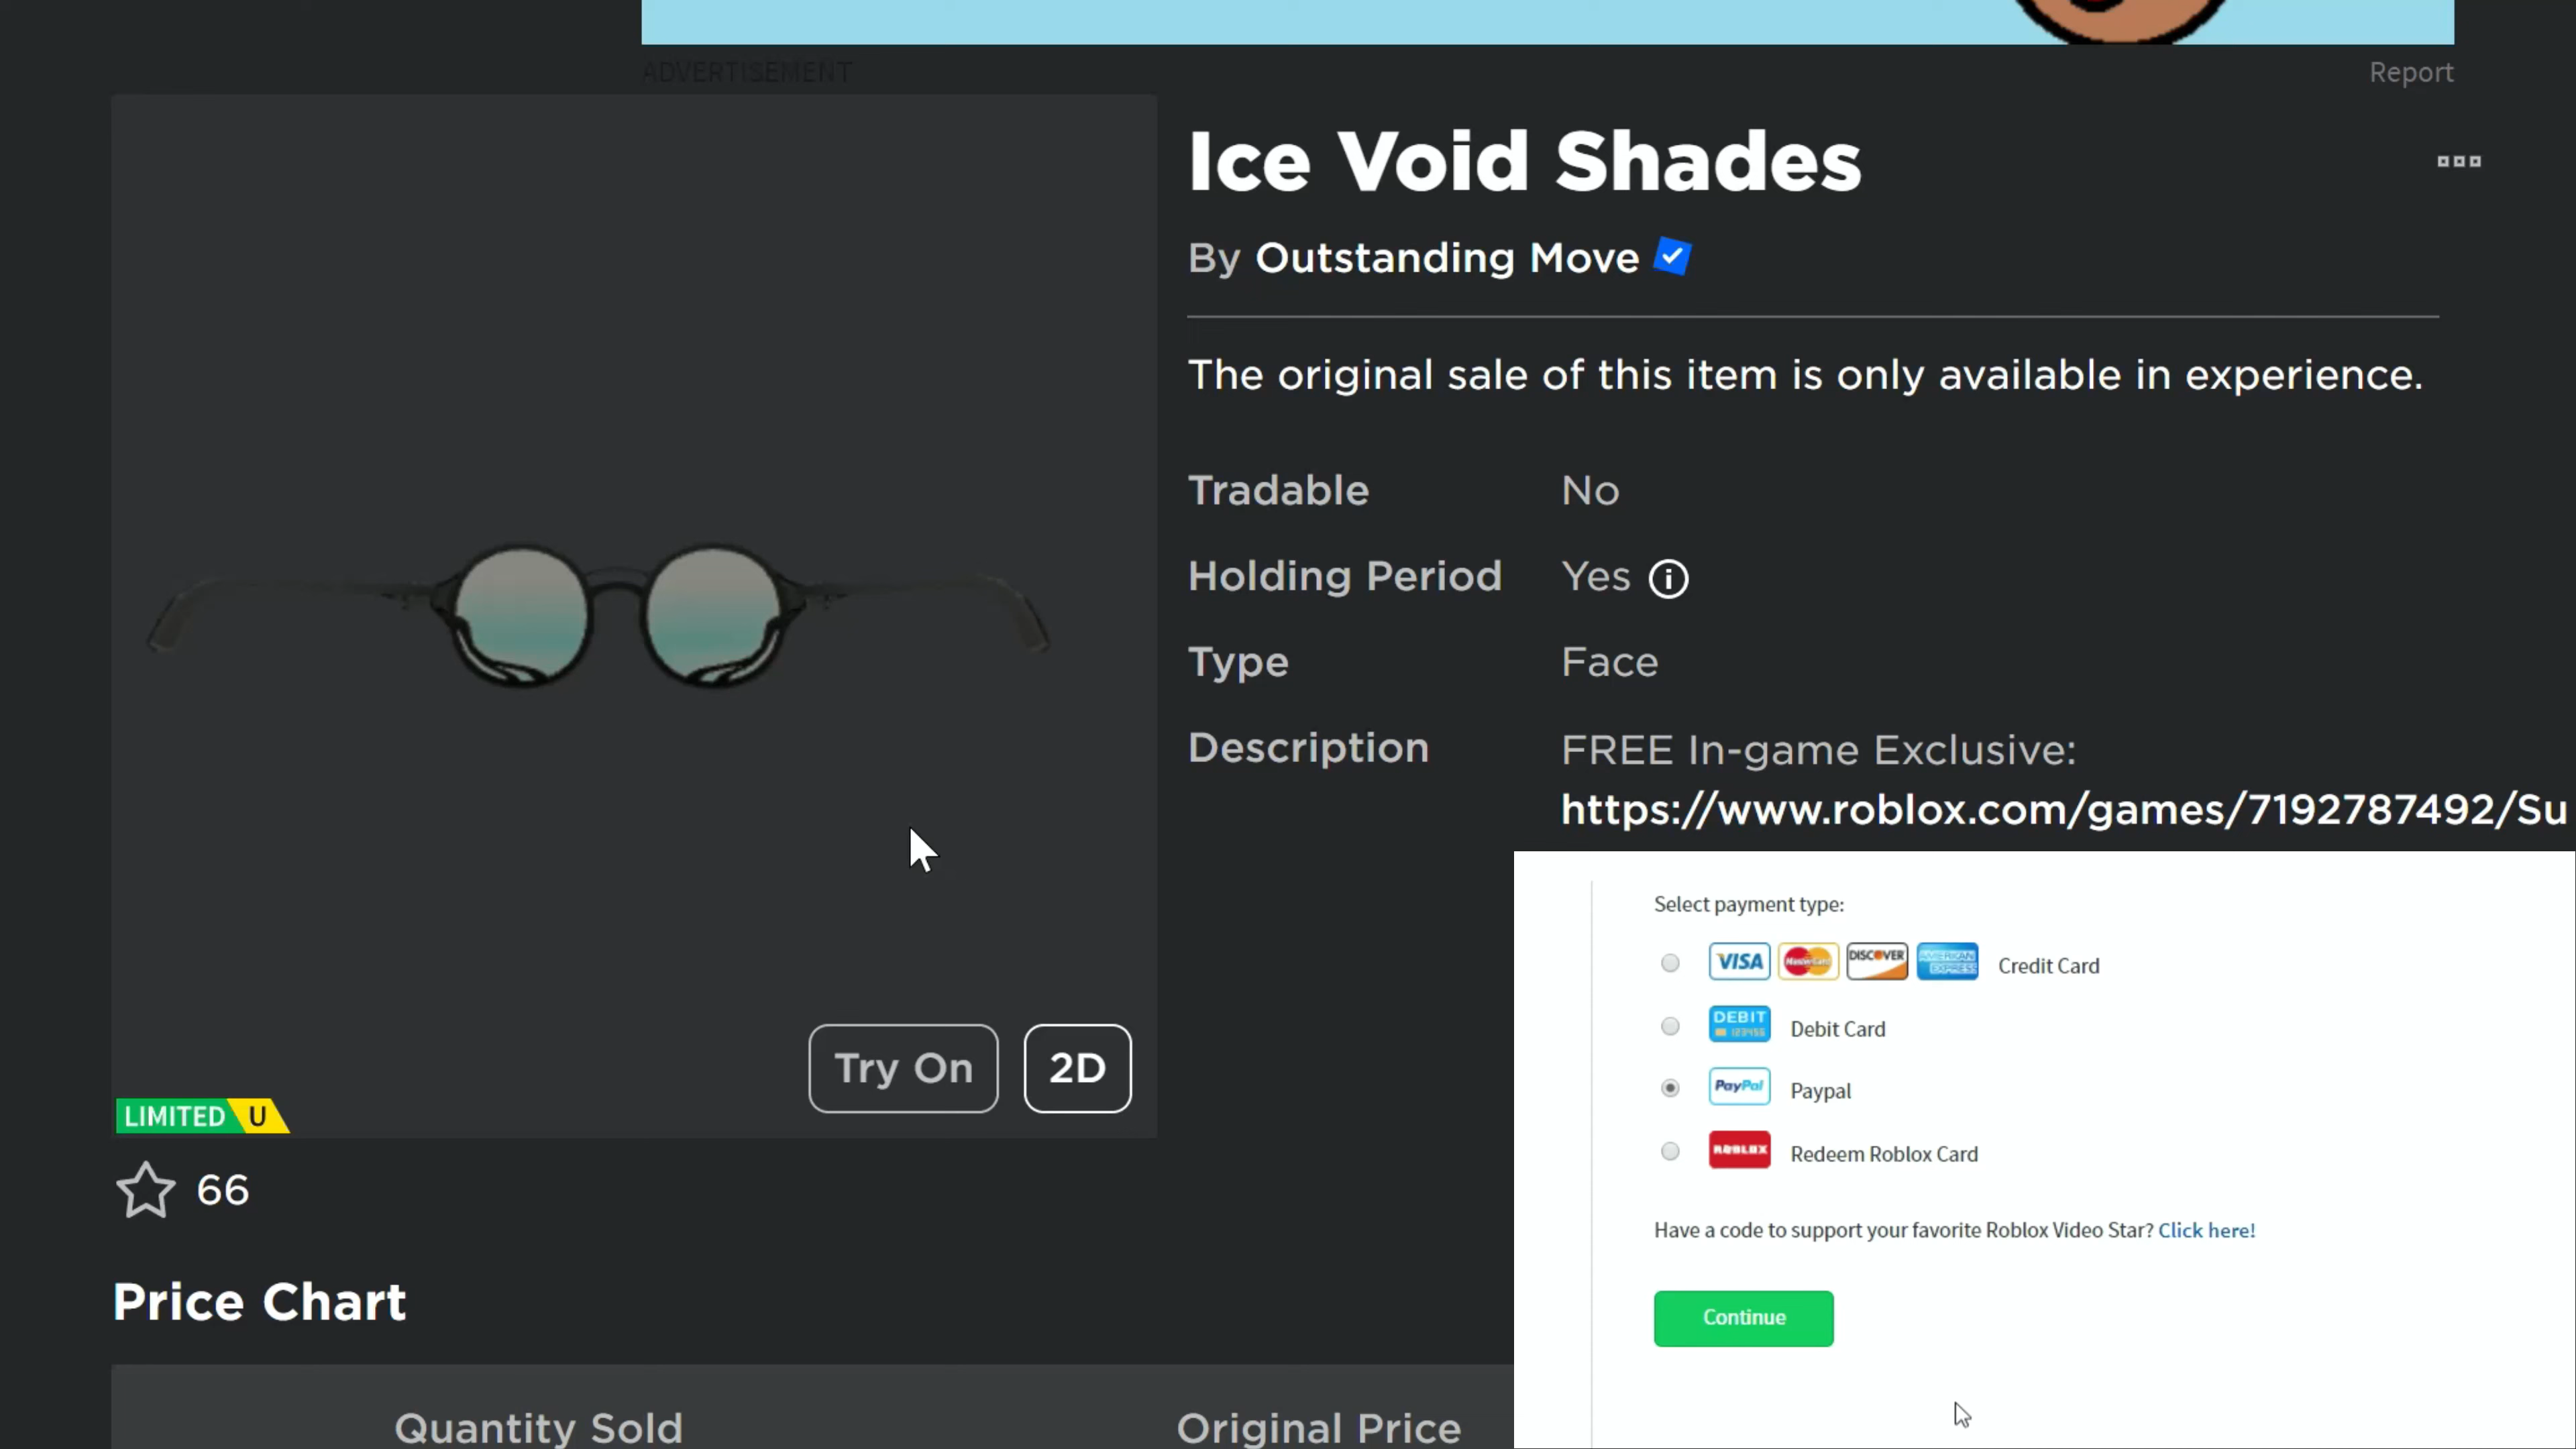 ADVERTISEMENT
Report
Ice Void Shades
By Outstanding Move
The original sale of this item is only available in experience.
Tradable No
Holding Period Yes
Type Face
Description FREE In-game Exclusive:
https://www.roblox.com/games/7192787492/Su
Try On 2D
LIMITED U
66
Price Chart
Quantity Sold Original Price
Select payment type:
VISA MasterCard DISCOVER AMERICAN EXPRESS Credit Card
DEBIT 123456 Debit Card
PayPal Paypal
ROBLOX Redeem Roblox Card
Have a code to support your favorite Roblox Video Star? Click here!
Continue